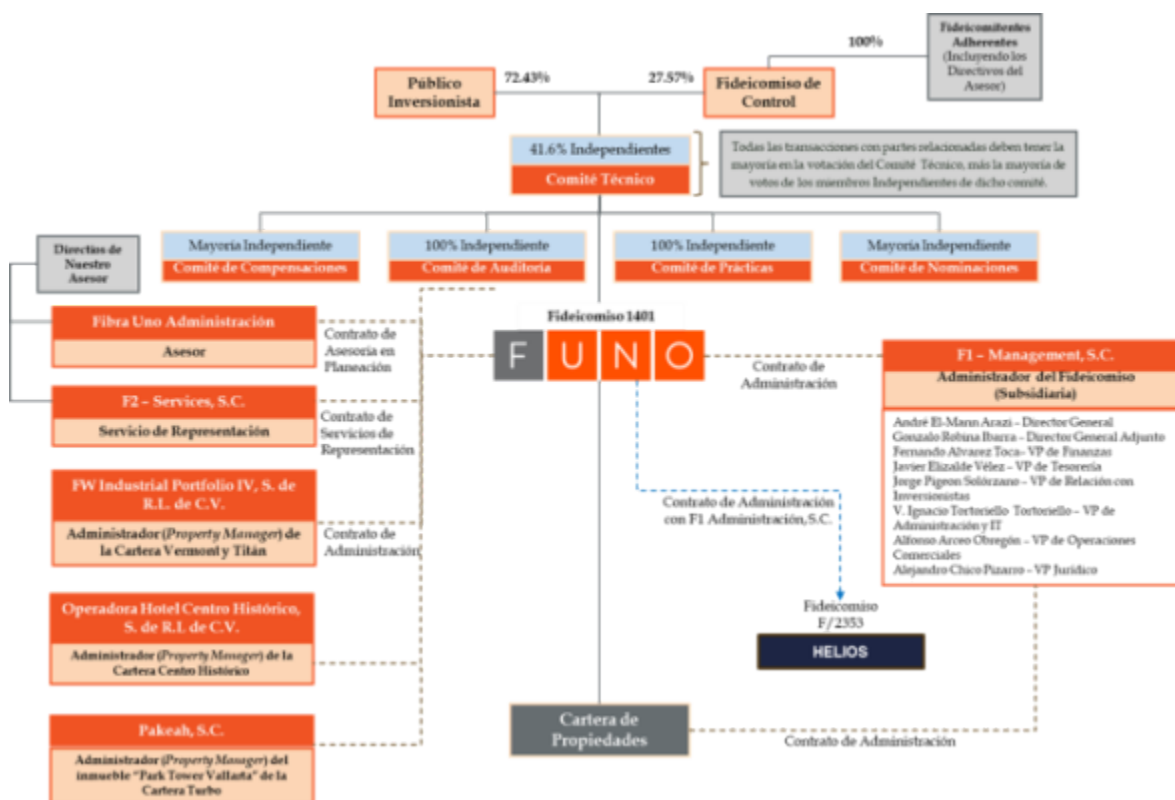 Fideicomitentes
Adherentes
(Incluyendo los
Directivos del
Asesor)
100%
Público
Inversionista
72.43%
27.57%
Fideicomiso de
Control
41.6% Independientes
Comité Técnico
Todas las transacciones con partes relacionadas deben tener la
mayoría en la votación del Comité Técnico, más la mayoría de
votos de los miembros Independientes de dicho comité.
Directios de
Nuestro
Asesor
Mayoría Independiente
Comité de Compensaciones
100% Independiente
Comité de Auditoría
100% Independiente
Comité de Prácticas
Mayoría Independiente
Comité de Nominaciones
Fibra Uno Administración
Asesor
Contrato de
Asesoría en
Planeación
Fideicomiso 1401
FUNO
Contrato de
Administración
F1 – Management, S.C.
Administrador del Fideicomiso
(Subsidiaria)
André El-Mann Arazi – Director General
Gonzalo Robina Ibarra – Director General Adjunto
Fernando Alvarez Toca– VP de Finanzas
Javier Elizalde Vélez – VP de Tesorería
Jorge Pigeon Solórzano – VP de Relación con
Inversionistas
V. Ignacio Tortoriello Tortoriello – VP de
Administración y IT
Alfonso Arceo Obregón – VP de Operaciones
Comerciales
Alejandro Chico Pizarro – VP Jurídico
F2 – Services, S.C.
Servicio de Representación
Contrato de
Servicios de
Representación
FW Industrial Portfolio IV, S. de
R.L. de C.V.
Administrador (Property Manager) de
la Cartera Vermont y Titán
Contrato de
Administración
Contrato de Administración
con F1 Administración, S.C.
Operadora Hotel Centro Histórico,
S. de R.L de C.V.
Administrador (Property Manager) de la
Cartera Centro Histórico
Fideicomiso
F/2353
HELIOS
Pakeah, S.C.
Administrador (Property Manager) del
inmueble "Park Tower Vallarta" de la
Cartera Turbo
Cartera de
Propiedades
Contrato de Administración